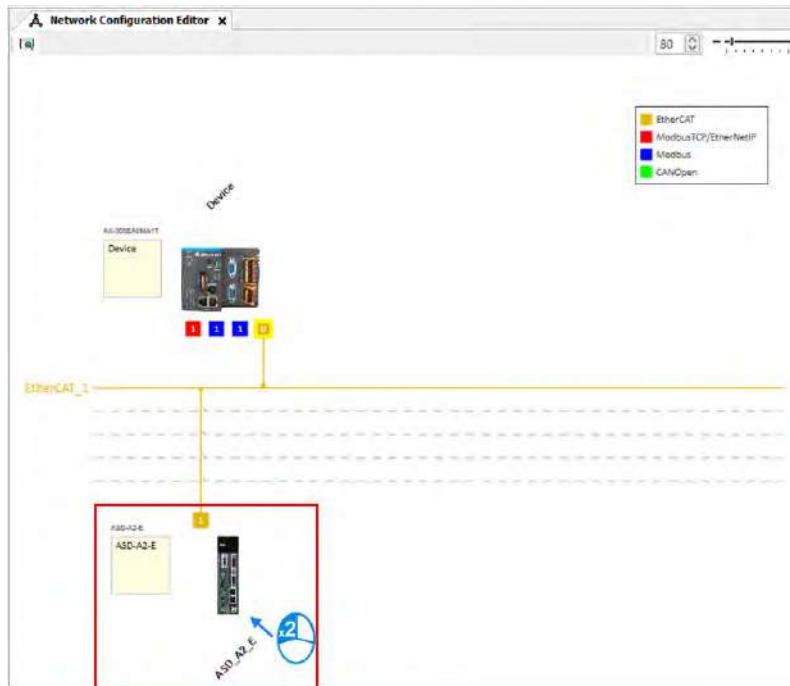 Network Configuration Editor x
80
EtherCAT
ModbusTCP/EtherNetIP
Modbus
CANOpen
Device
Device
1 1 1
EtherCAT_1
1
ASD-A2-E
ASD-A2-E
x2
ASD_A2_E